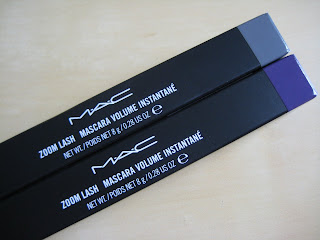 MAC
ZOOM LASH MASCARA VOLUME INSTANTANÉ
NET WT/POIDS NET 8 g/0.28 US OZ e
MAC
ZOOM LASH MASCARA VOLUME INSTANTANÉ
NET WT/POIDS NET 8 g/0.28 US OZ e